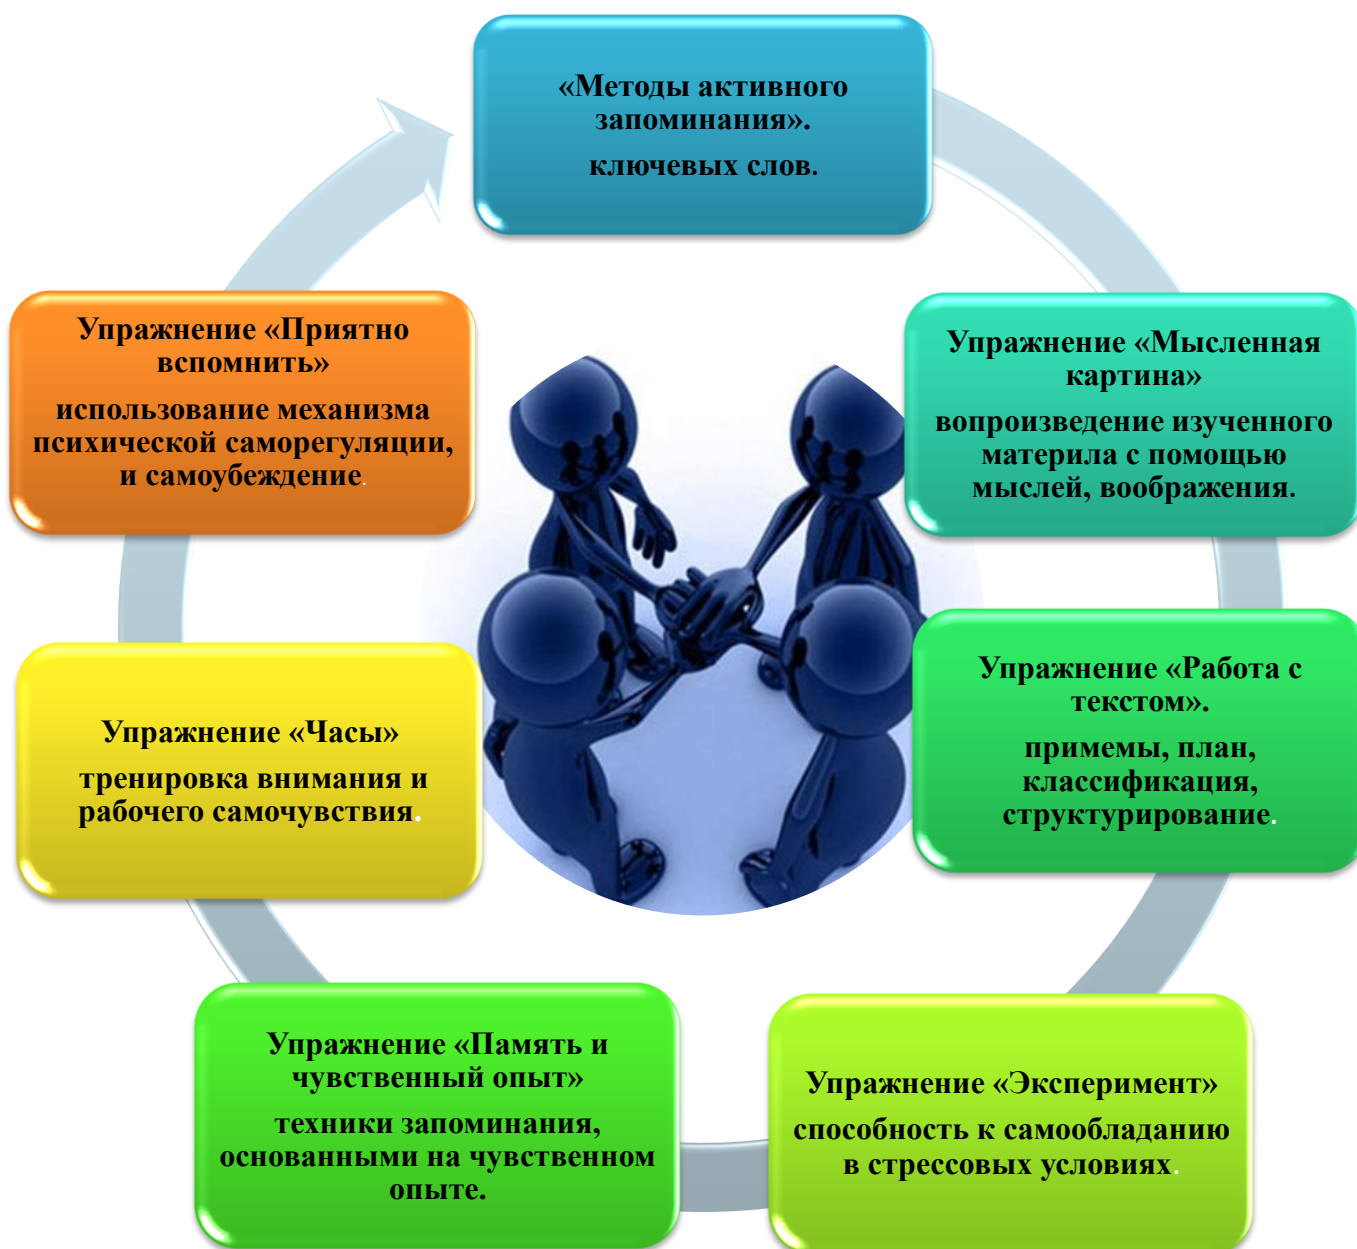 «Методы активного
запоминания».
ключевых слов.
Упражнение «Мысленная
картина»
вопроизведение изученного
материла с помощью
мыслей, воображения.
Упражнение «Работа с
текстом».
примемы, план,
классификация,
структурирование.
Упражнение «Эксперимент»
способность к самообладанию
в стрессовых условиях.
Упражнение «Память и
чувственный опыт»
техники запоминания,
основанными на чувственном
опыте.
Упражнение «Часы»
тренировка внимания и
рабочего самочувствия.
Упражнение «Приятно
вспомнить»
использование механизма
психической саморегуляции,
и самоубеждение.